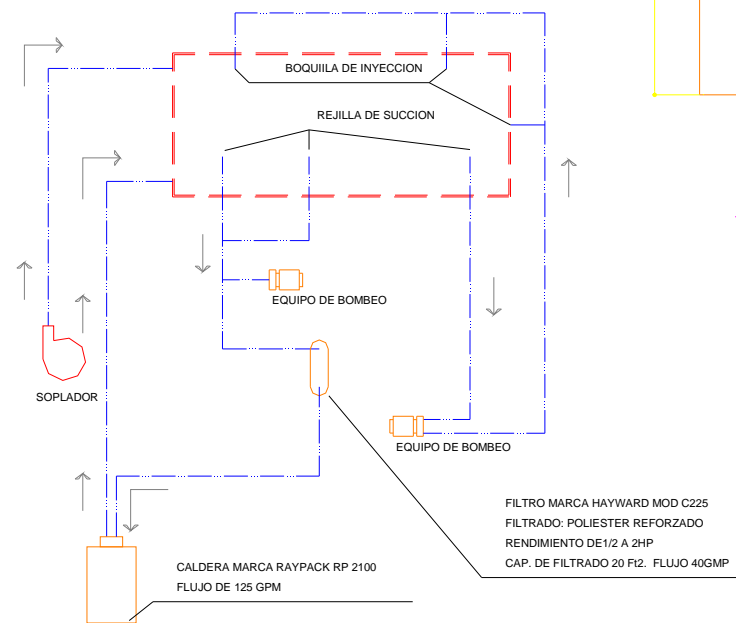 BOQUIILA DE INYECCION
REJILLA DE SUCCION
EQUIPO DE BOMBEO
SOPLADOR
EQUIPO DE BOMBEO
FILTRO MARCA HAYWARD MOD C225
FILTRADO: POLIESTER REFORZADO
RENDIMIENTO DE1/2 A 2HP
CAP. DE FILTRADO 20 Ft2. FLUJO 40GMP
CALDERA MARCA RAYPACK RP 2100
FLUJO DE 125 GPM